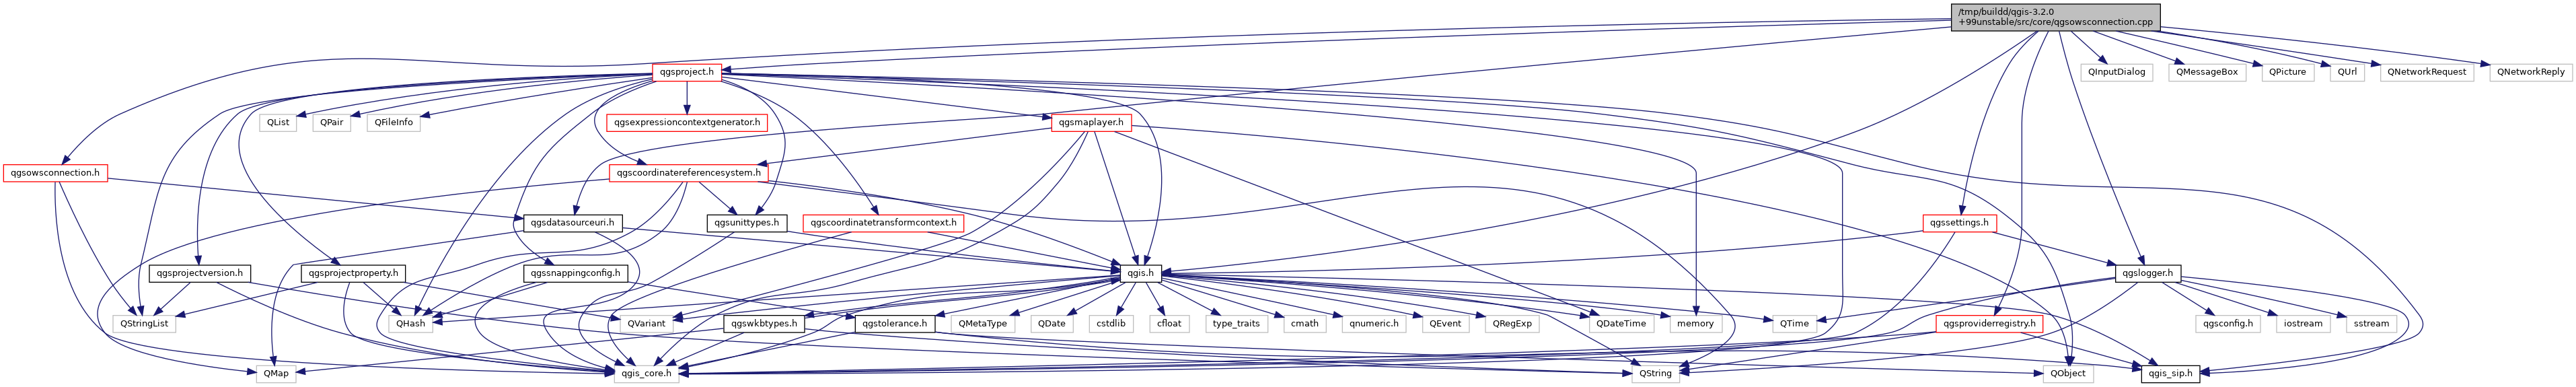 /tmp/buildd/qgis-3.2.0
+99unstable/src/core/qgsowsconnection.cpp
qgsproject.h
QInputDialog
QMessageBox
QPicture
QUrl
QNetworkRequest
QNetworkReply
QList
QPair
QFileInfo
qgsexpressioncontextgenerator.h
qgsmaplayer.h
qgsowsconnection.h
qgscoordinatereferencesystem.h
qgsdatasourceuri.h
qgsunittypes.h
qgscoordinatetransformcontext.h
qgssettings.h
qgsprojectversion.h
qgsprojectproperty.h
qgssnappingconfig.h
qgis.h
qgslogger.h
QStringList
QHash
QVariant
qgswkbtypes.h
qgstolerance.h
QMetaType
QDate
cstdlib
cfloat
type_traits
cmath
qnumeric.h
QEvent
QRegExp
QDateTime
memory
QTime
qgsproviderregistry.h
qgsconfig.h
iostream
sstream
QMap
qgis_core.h
QString
QObject
qgis_sip.h